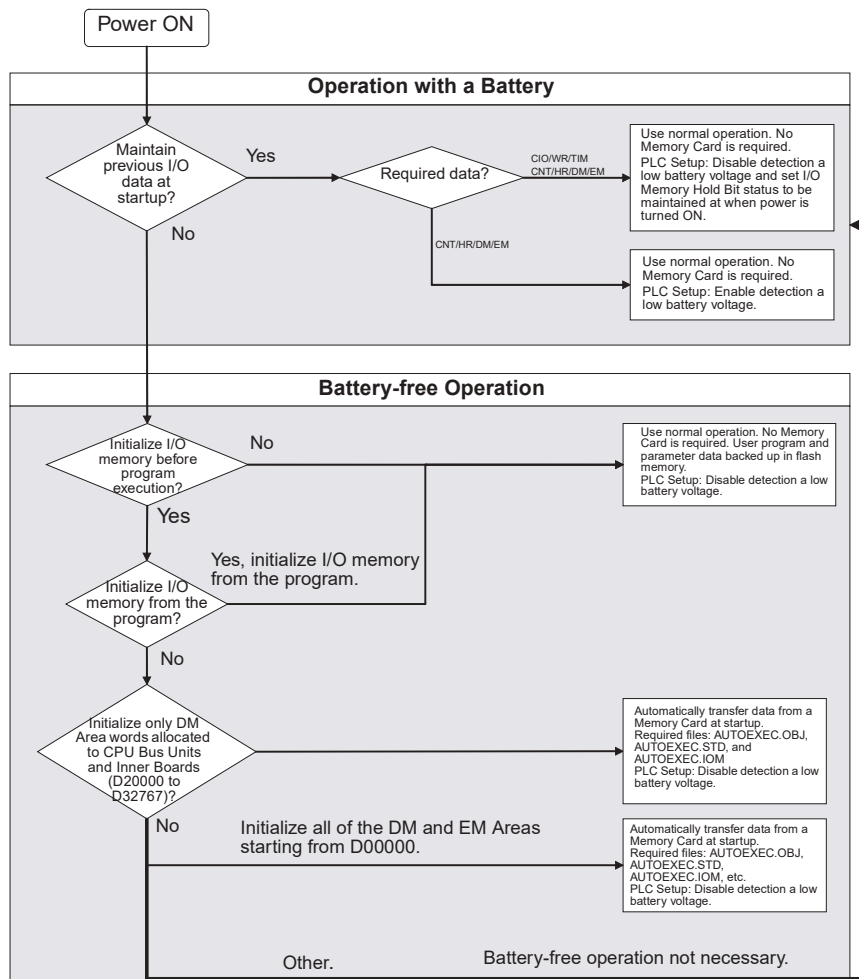 Power ON
Operation with a Battery
Maintain
previous I/O
data at
startup?
Yes
Required data?
CIO/WR/TIM
CNT/HR/DM/EM
Use normal operation. No
Memory Card is required.
PLC Setup: Disable detection a
low battery voltage and set I/O
Memory Hold Bit status to be
maintained at when power is
turned ON.
No
CNT/HR/DM/EM
Use normal operation. No
Memory Card is required.
PLC Setup: Enable detection a
low battery voltage.
Battery-free Operation
Initialize I/O
memory before
program
execution?
No
Use normal operation. No Memory
Card is required. User program and
parameter data backed up in flash
memory.
PLC Setup: Disable detection a low
battery voltage.
Yes
Yes, initialize I/O memory
from the program.
Initialize I/O
memory from the
program?
No
Initialize only DM
Area words allocated
to CPU Bus Units
and Inner Boards
(D20000 to
D32767)?
Automatically transfer data from a
Memory Card at startup.
Required files: AUTOEXEC.OBJ,
AUTOEXEC.STD, and
AUTOEXEC.IOM
PLC Setup: Disable detection a low
battery voltage.
No
Initialize all of the DM and EM Areas
starting from D00000.
Automatically transfer data from a
Memory Card at startup.
Required files: AUTOEXEC.OBJ,
AUTOEXEC.STD,
AUTOEXEC.IOM, etc.
PLC Setup: Disable detection a low
battery voltage.
Other.
Battery-free operation not necessary.